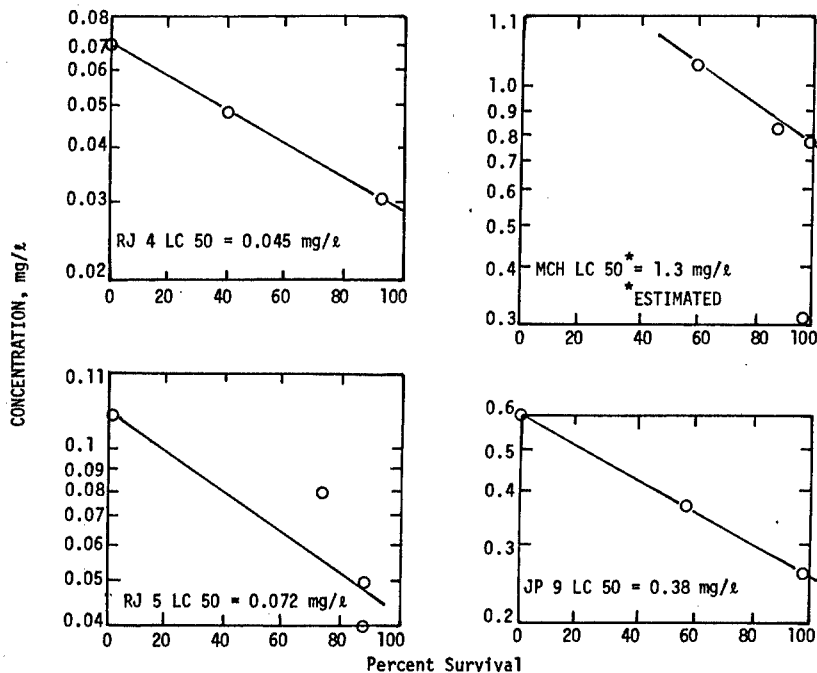 CONCENTRATION, mg/ℓ
0.08
0.07
0.06
0.05
0.03
0.02
0 20 40 60 80 100
RJ 4 LC 50 = 0.045 mg/ℓ
1.1
1.0
0.9
0.8
0.7
0.6
0.5
0.4
0.3
0 20 40 60 80 100
MCH LC 50* = 1.3 mg/ℓ
*ESTIMATED
0.11
0.1
0.09
0.08
0.07
0.05
0.04
0 20 40 60 80 100
RJ 5 LC 50 = 0.072 mg/ℓ
0.6
0.5
0.4
0.3
0.2
0 20 40 60 80 100
JP 9 LC 50 = 0.38 mg/ℓ
Percent Survival